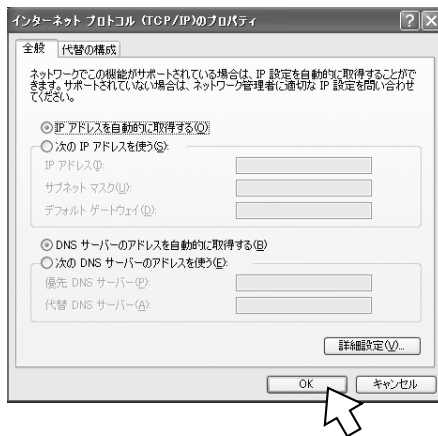 インターネット プロトコル (TCP/IP)のプロパティ
全般 代替の構成
ネットワークでこの機能がサポートされている場合は、IP 設定を自動的に取得することがで
きます。サポートされていない場合は、ネットワーク管理者に適切な IP 設定を問い合わせ
てください。
IP アドレスを自動的に取得する(O)
次の IP アドレスを使う(S):
IP アドレス(I):
サブネット マスク(U):
デフォルト ゲートウェイ(D):
DNS サーバーのアドレスを自動的に取得する(B)
次の DNS サーバーのアドレスを使う(E):
優先 DNS サーバー(P):
代替 DNS サーバー(A):
詳細設定(V)...
OK キャンセル